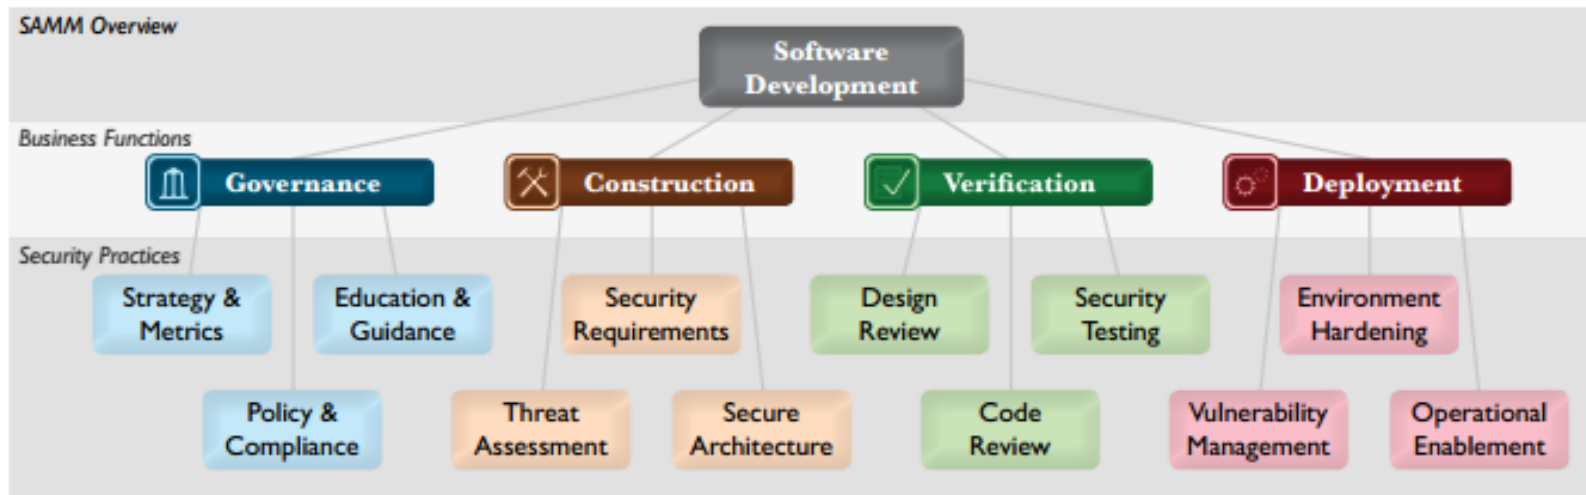 SAMM Overview
Software
Development
Business Functions
Governance
Construction
Verification
Deployment
Security Practices
Strategy &
Metrics
Education &
Guidance
Security
Requirements
Design
Review
Security
Testing
Environment
Hardening
Policy &
Compliance
Threat
Assessment
Secure
Architecture
Code
Review
Vulnerability
Management
Operational
Enablement